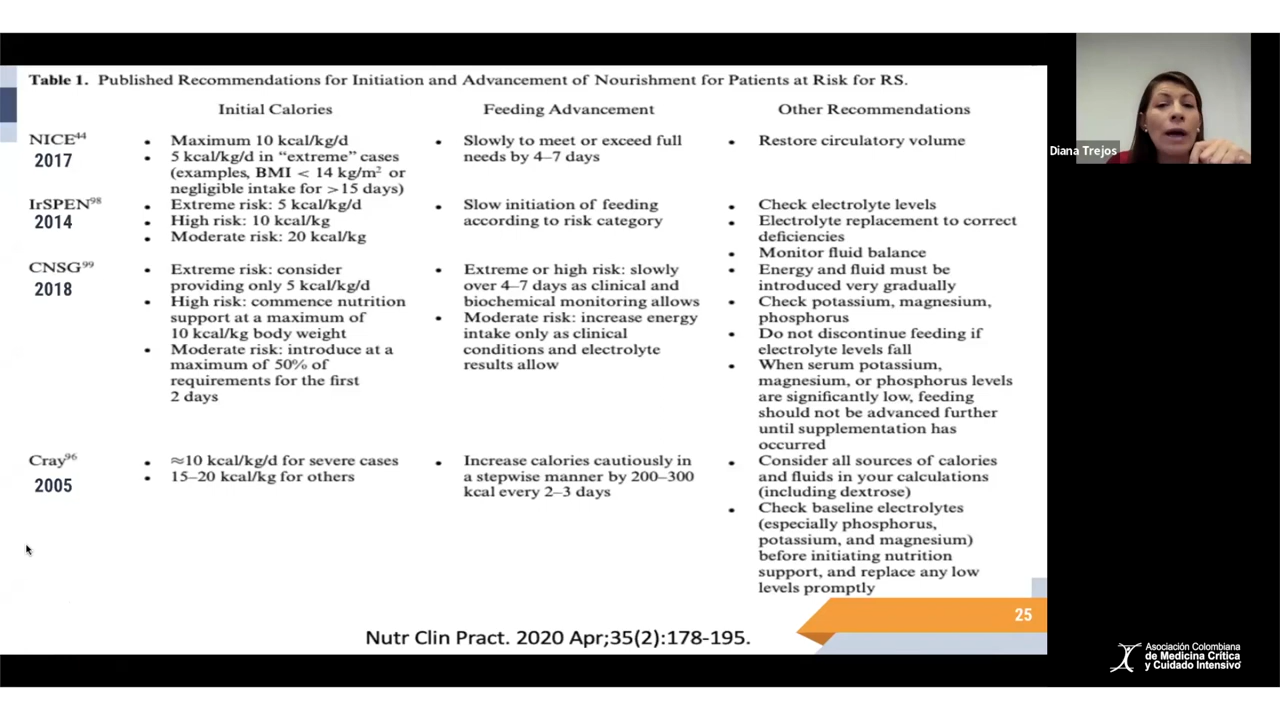 Table 1. Published Recommendations for Initiation and Advancement of Nourishment for Patients at Risk for RS.
Initial Calories
Feeding Advancement
Other Recommendations
NICE⁴⁴
2017
• Maximum 10 kcal/kg/d
• 5 kcal/kg/d in “extreme” cases
(examples, BMI < 14 kg/m² or
negligible intake for >15 days)
• Slowly to meet or exceed full
needs by 4–7 days
• Restore circulatory volume
IrSPEN⁹⁸
2014
• Extreme risk: 5 kcal/kg/d
• High risk: 10 kcal/kg
• Moderate risk: 20 kcal/kg
• Slow initiation of feeding
according to risk category
• Check electrolyte levels
• Electrolyte replacement to correct
deficiencies
• Monitor fluid balance
CNSG⁹⁹
2018
• Extreme risk: consider
providing only 5 kcal/kg/d
• High risk: commence nutrition
support at a maximum of
10 kcal/kg body weight
• Moderate risk: introduce at a
maximum of 50% of
requirements for the first
2 days
• Extreme or high risk: slowly
over 4–7 days as clinical and
biochemical monitoring allows
• Moderate risk: increase energy
intake only as clinical
conditions and electrolyte
results allow
• Energy and fluid must be
introduced very gradually
• Check potassium, magnesium,
phosphorus
• Do not discontinue feeding if
electrolyte levels fall
• When serum potassium,
magnesium, or phosphorus levels
are significantly low, feeding
should not be advanced further
until supplementation has
occurred
Cray⁹⁶
2005
• ≈10 kcal/kg/d for severe cases
• 15–20 kcal/kg for others
• Increase calories cautiously in
a stepwise manner by 200–300
kcal every 2–3 days
• Consider all sources of calories
and fluids in your calculations
(including dextrose)
• Check baseline electrolytes
(especially phosphorus,
potassium, and magnesium)
before initiating nutrition
support, and replace any low
levels promptly
25
Nutr Clin Pract. 2020 Apr;35(2):178-195.
Diana Trejos
Asociación Colombiana
de Medicina Crítica
y Cuidado Intensivo